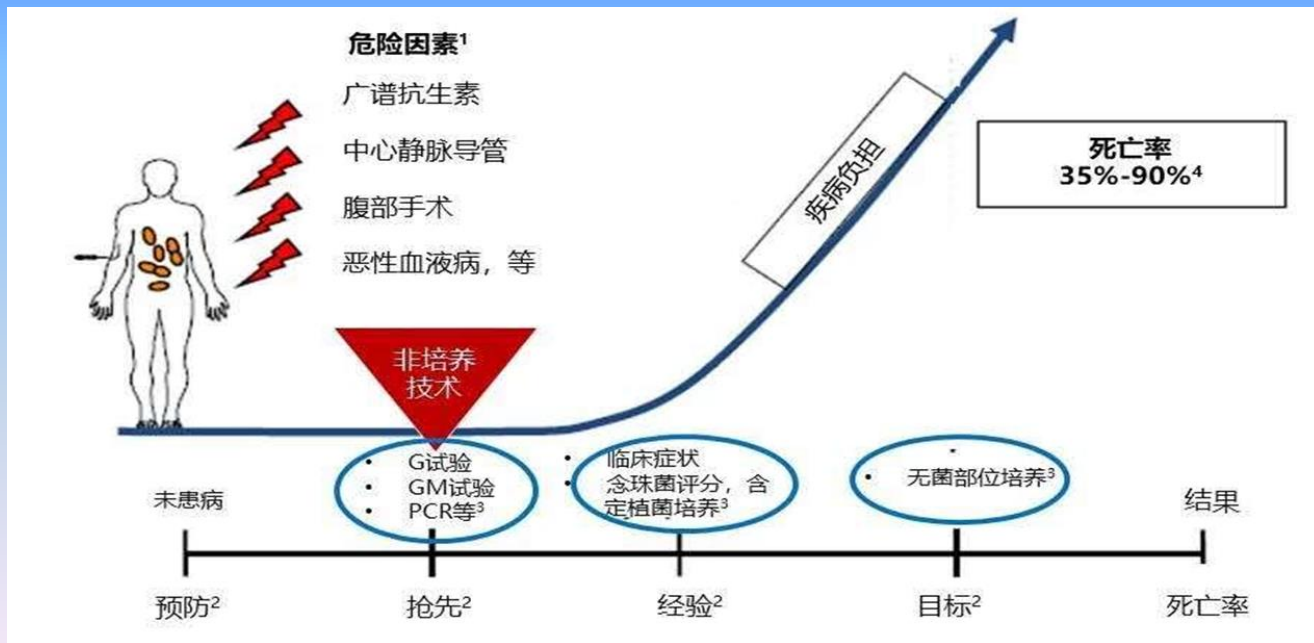 危险因素¹
广谱抗生素
中心静脉导管
腹部手术
恶性血液病，等
疾病负担
死亡率
35%-90%⁴
非培养
技术
• G试验
• GM试验
• PCR等³
• 临床症状
• 念珠菌评分，含
定植菌培养³
• 无菌部位培养³
未患病
结果
预防²
抢先²
经验²
目标²
死亡率